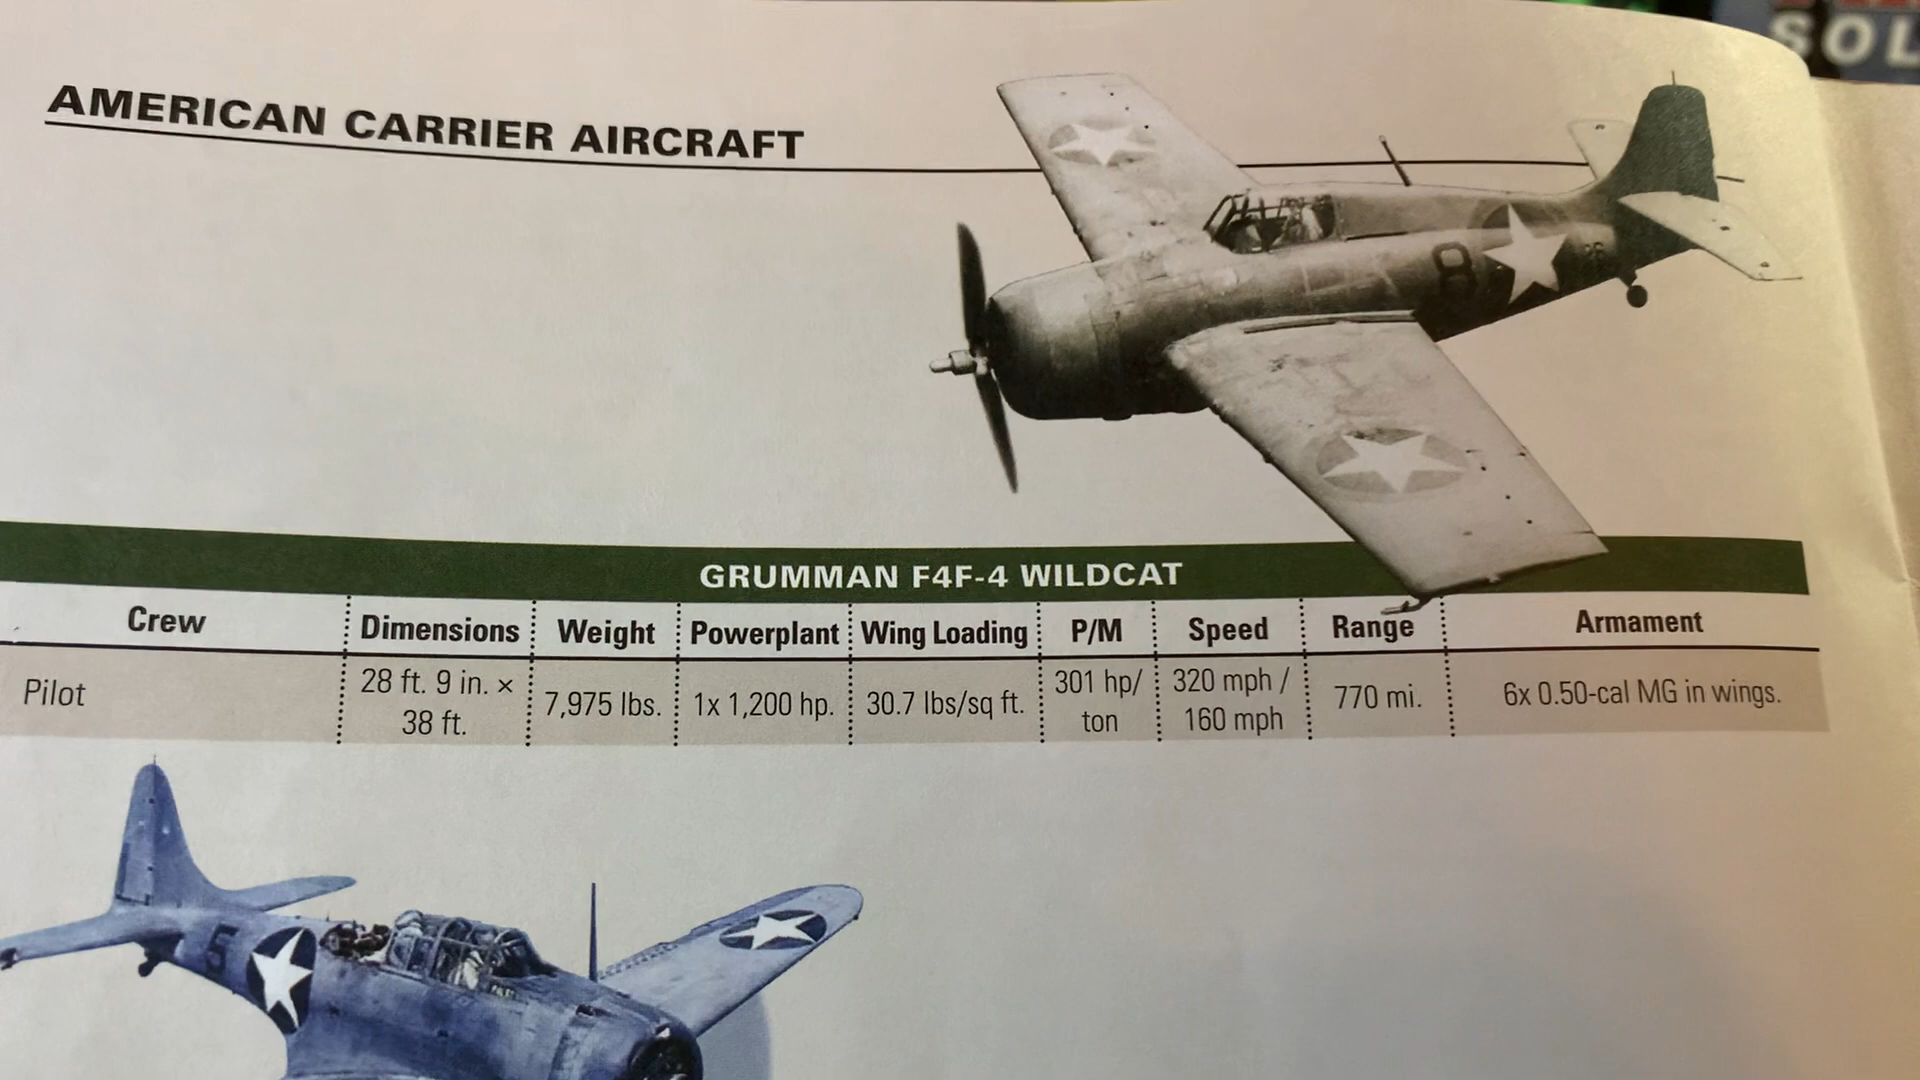 SOL
AMERICAN CARRIER AIRCRAFT
8
GRUMMAN F4F-4 WILDCAT
Crew Dimensions Weight Powerplant Wing Loading P/M Speed Range Armament
Pilot 28 ft. 9 in. × 38 ft. 7,975 lbs. 1x 1,200 hp. 30.7 lbs/sq ft. 301 hp/ ton 320 mph / 160 mph 770 mi. 6x 0.50-cal MG in wings.
5